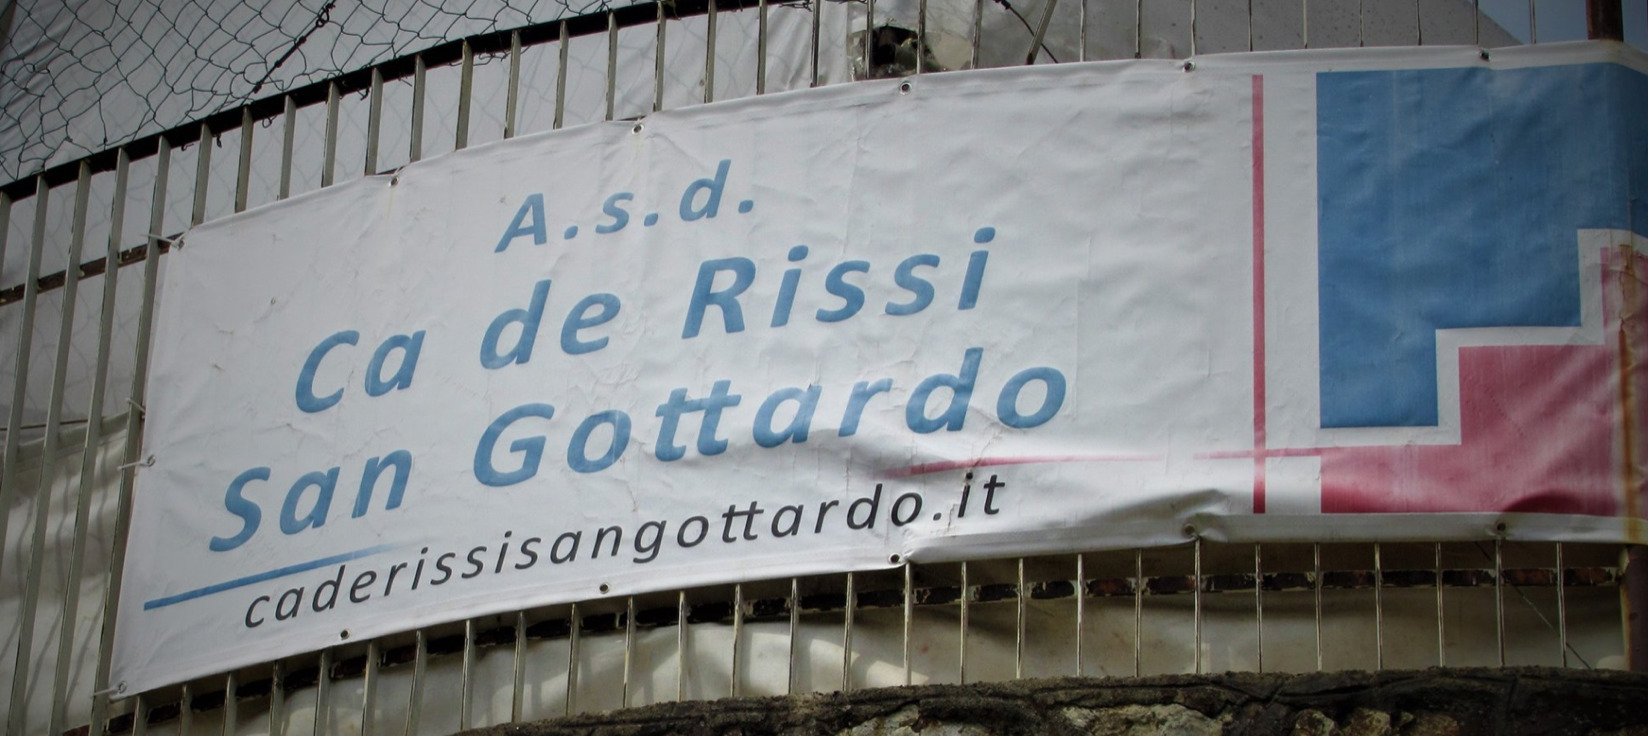 A.s.d.
Ca de Rissi
San Gottardo
caderissisangottardo.it